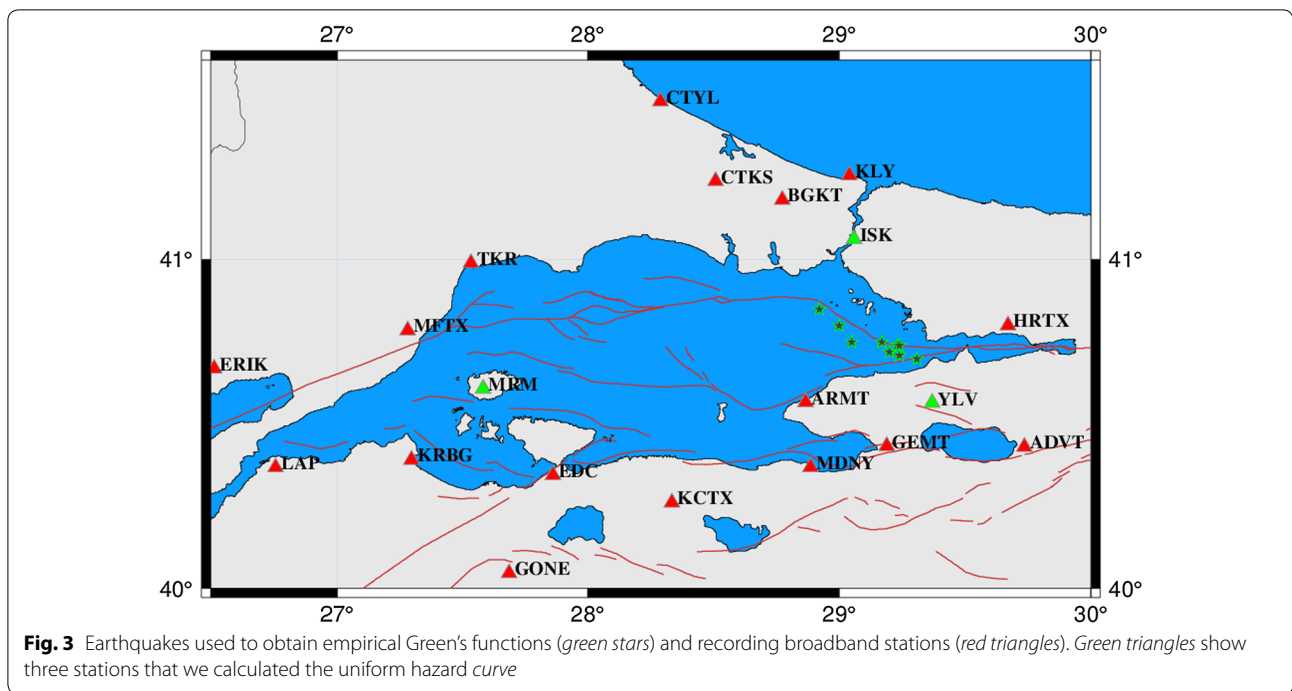 27° 28° 29° 30°
CTYL
KLY
CTKS
BGKT
ISK
41° TKR 41°
MFTX HRTX
ERIK
MRM ARMT YLV
GEMT ADVT
LAP KRBG EDC MDNY
KCTX
GONE
40° 40°
27° 28° 29° 30°
Fig. 3 Earthquakes used to obtain empirical Green's functions (green stars) and recording broadband stations (red triangles). Green triangles show
three stations that we calculated the uniform hazard curve